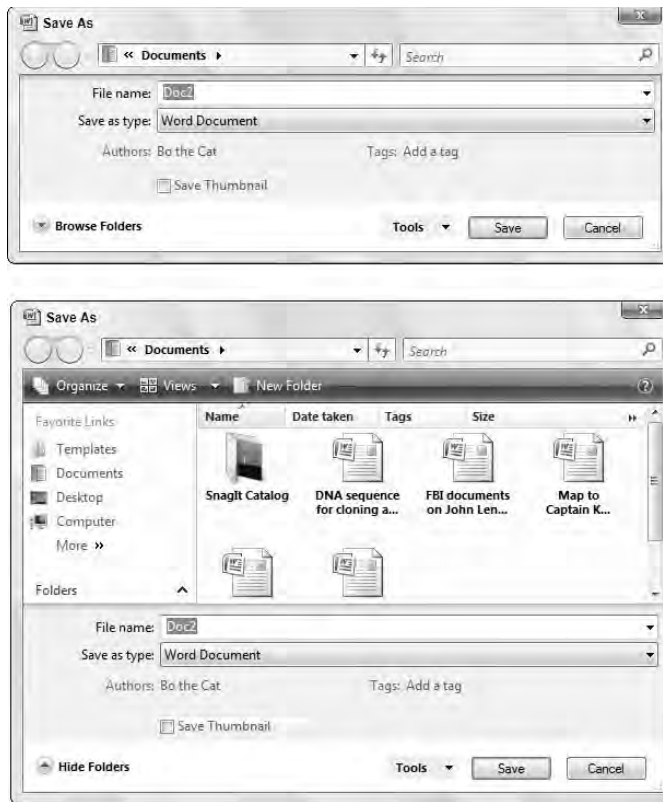 Save As
« Documents ▸ Search
File name: Doc2
Save as type: Word Document
Authors: Bo the Cat Tags: Add a tag
Save Thumbnail
Browse Folders Tools Save Cancel
Save As
« Documents ▸ Search
Organize Views New Folder
Favorite Links Name Date taken Tags Size »
Templates
Documents
Desktop
Computer
More »
SnagIt Catalog DNA sequence for cloning a... FBI documents on John Len... Map to Captain K...
Folders
File name: Doc2
Save as type: Word Document
Authors: Bo the Cat Tags: Add a tag
Save Thumbnail
Hide Folders Tools Save Cancel